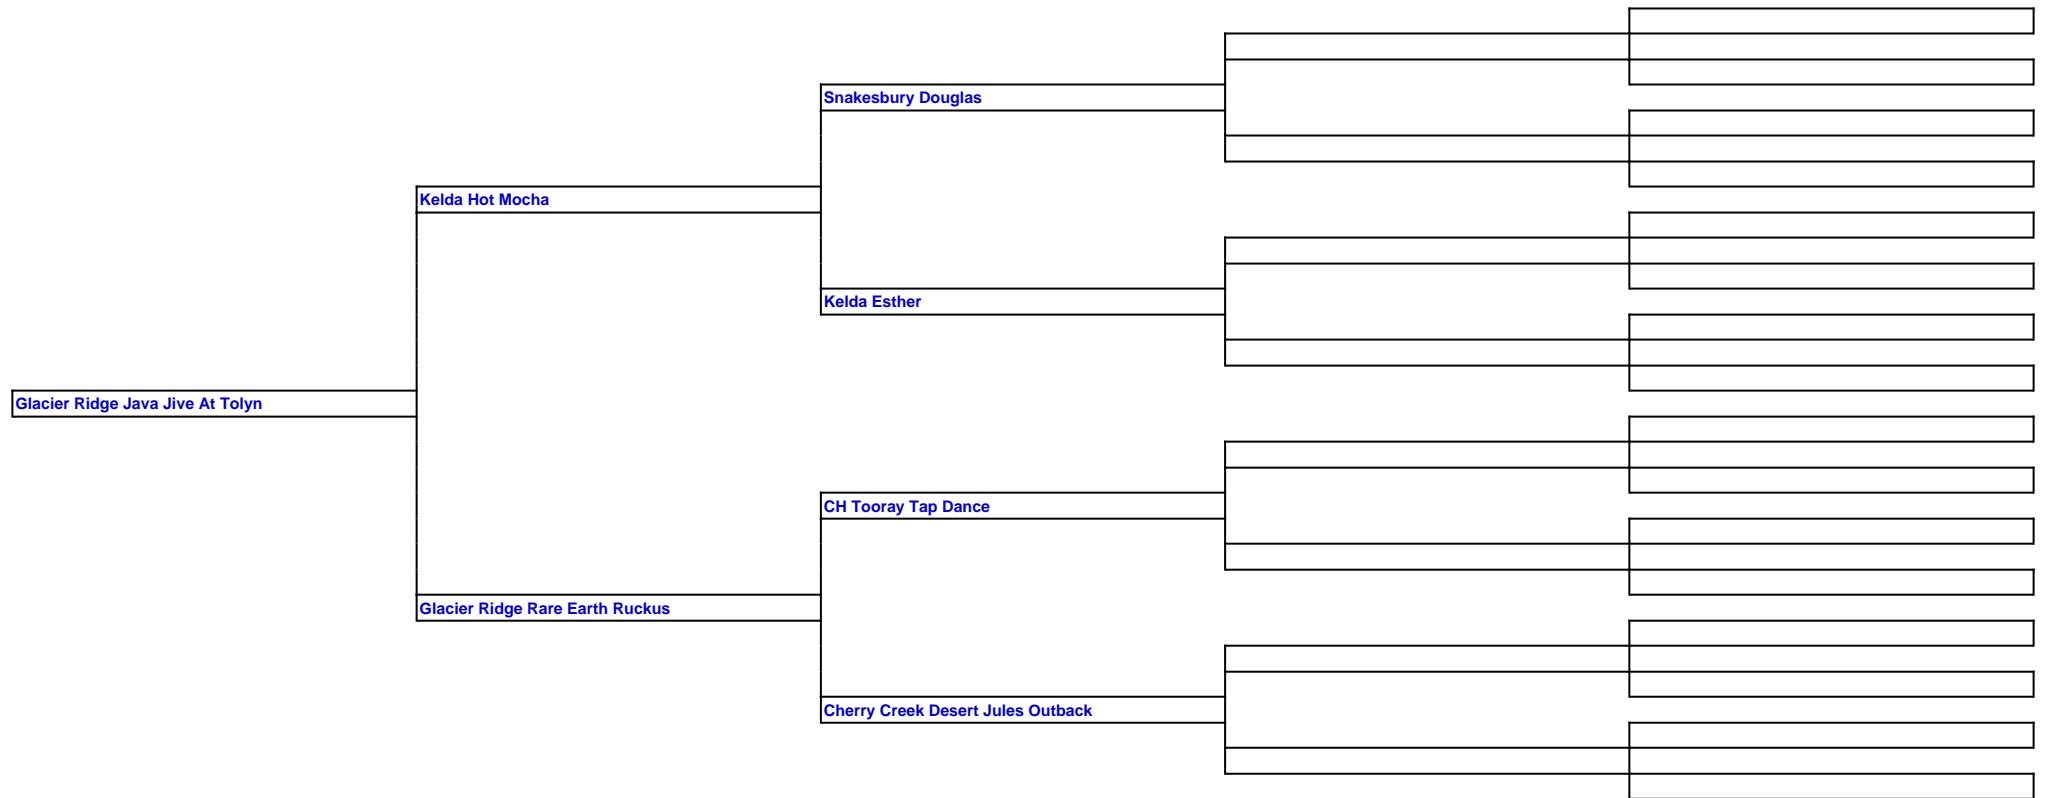 Snakesbury Douglas
Kelda Hot Mocha
Kelda Esther
Glacier Ridge Java Jive At Tolyn
CH Tooray Tap Dance
Glacier Ridge Rare Earth Ruckus
Cherry Creek Desert Jules Outback